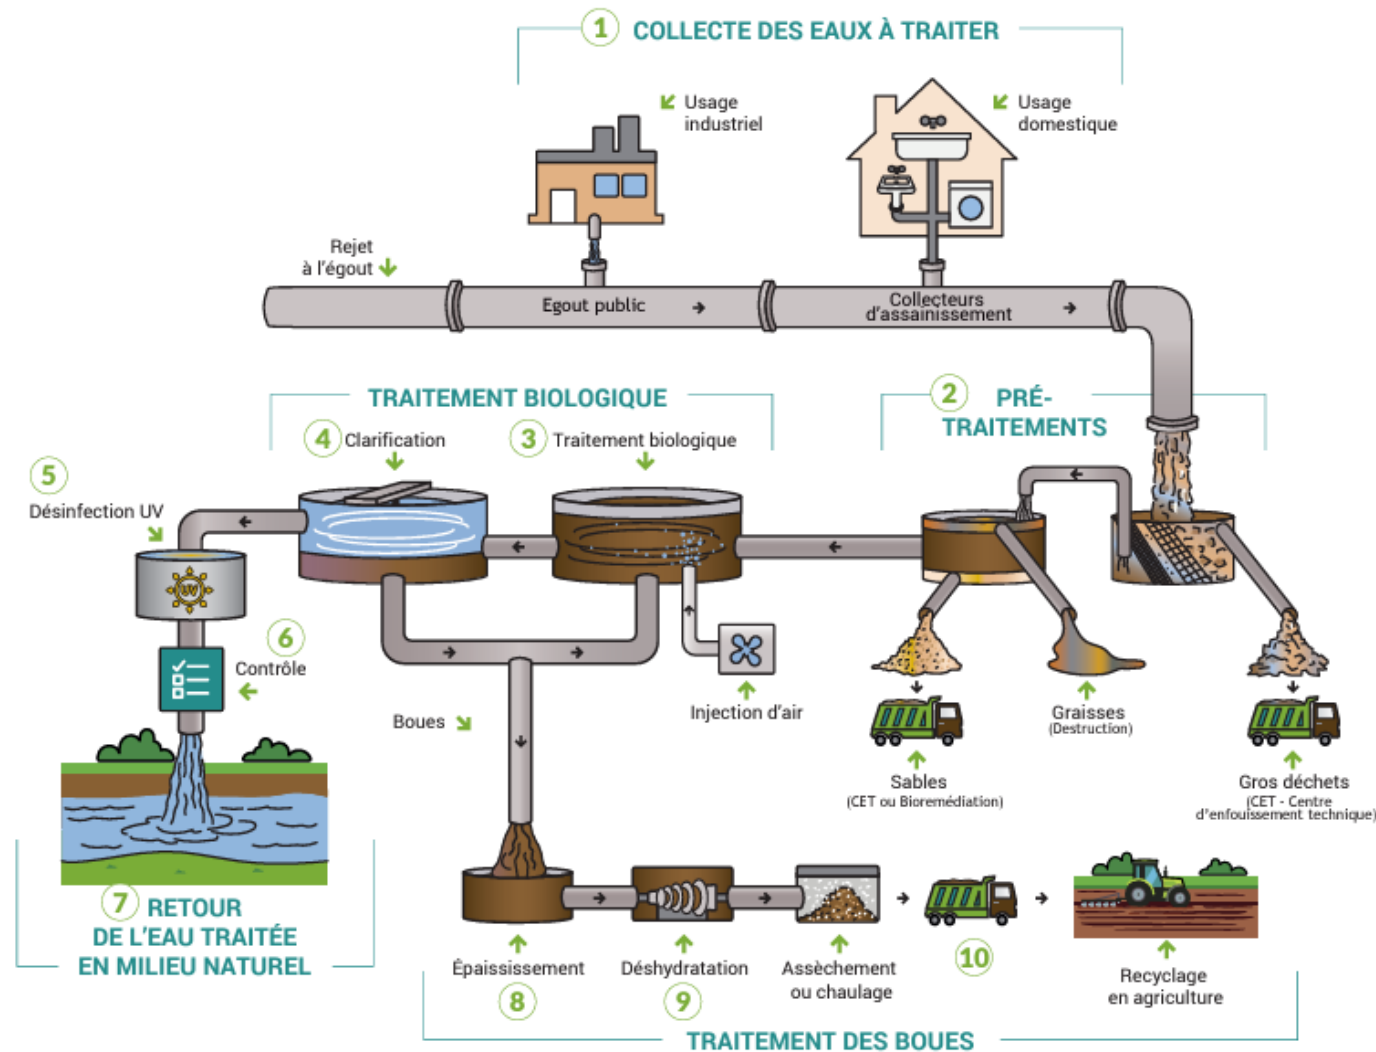 1 COLLECTE DES EAUX À TRAITER
Usage
industriel
Usage
domestique
Rejet
à l'égout
Egout public
Collecteurs
d'assainissement
TRAITEMENT BIOLOGIQUE
2 PRÉ-
TRAITEMENTS
4 Clarification
3 Traitement biologique
5
Désinfection UV
UV
6
Contrôle
Boues
Injection d'air
Sables
(CET ou Bioremédiation)
Graisses
(Destruction)
Gros déchets
(CET - Centre
d'enfouissement technique)
7 RETOUR
DE L'EAU TRAITÉE
EN MILIEU NATUREL
Épaississement
8
Déshydratation
9
Assèchement
ou chaulage
10
Recyclage
en agriculture
TRAITEMENT DES BOUES